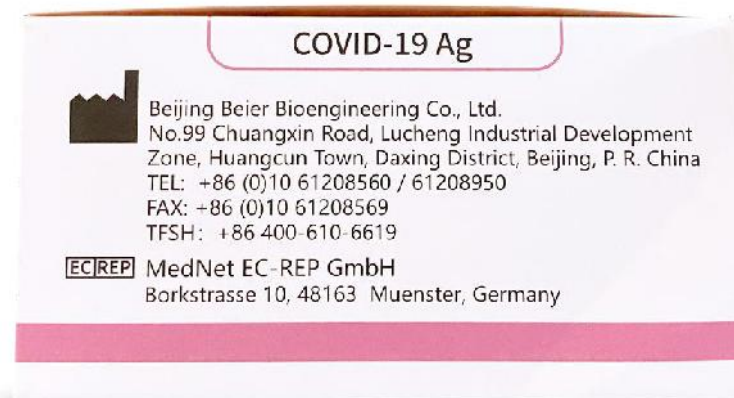 COVID-19 Ag
Beijing Beier Bioengineering Co., Ltd.
No.99 Chuangxin Road, Lucheng Industrial Development
Zone, Huangcun Town, Daxing District, Beijing, P. R. China
TEL: +86 (0)10 61208560 / 61208950
FAX: +86 (0)10 61208569
TFSH: +86 400-610-6619
EC REP MedNet EC-REP GmbH
Borkstrasse 10, 48163 Muenster, Germany